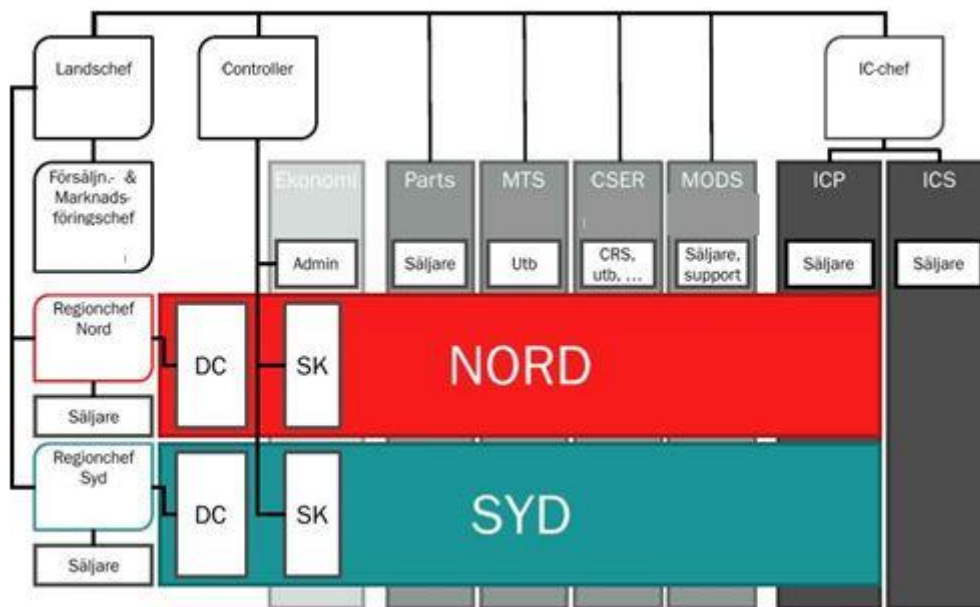 Landschef
Controller
IC-chef
Försäljn.- &
Marknads-
föringschef
Ekonomi
Parts
MTS
CSER
MODS
ICP
ICS
Admin
Säljare
Utb
CRS,
utb, ...
Säljare,
support
Säljare
Säljare
Regionchef
Nord
DC
SK
NORD
Säljare
Regionchef
Syd
DC
SK
SYD
Säljare